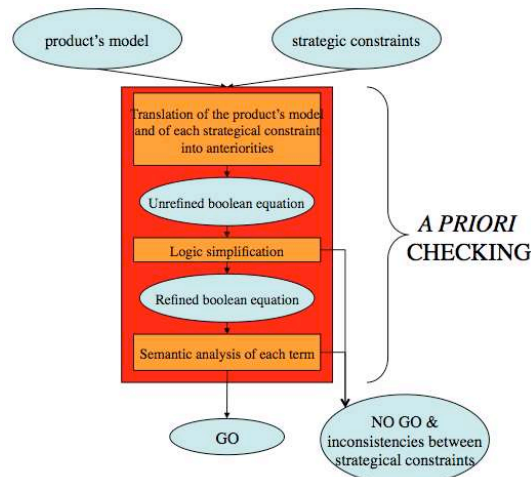 product's model
strategic constraints
Translation of the product's model
and of each strategical constraint
into anteriorities
Unrefined boolean equation
A PRIORI
CHECKING
Logic simplification
Refined boolean equation
Semantic analysis of each term
GO
NO GO &
inconsistencies between
strategical constraints